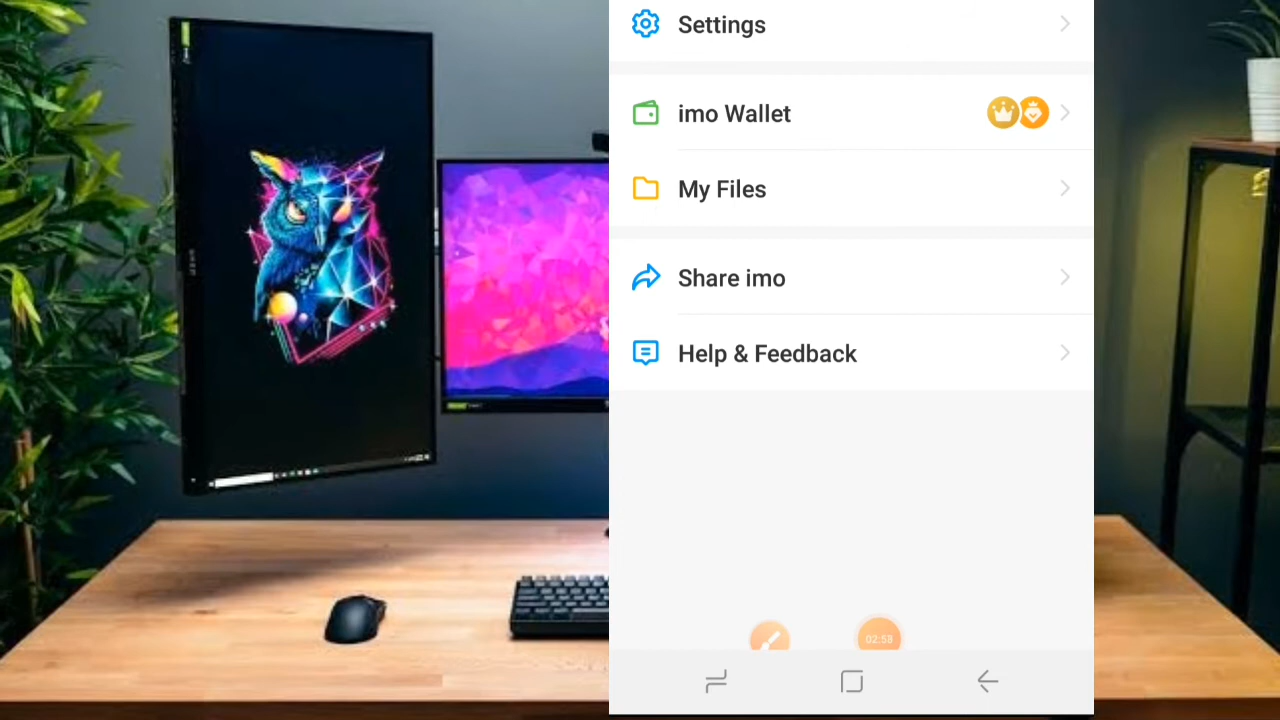 Settings
imo Wallet
My Files
Share imo
Help & Feedback
02:58